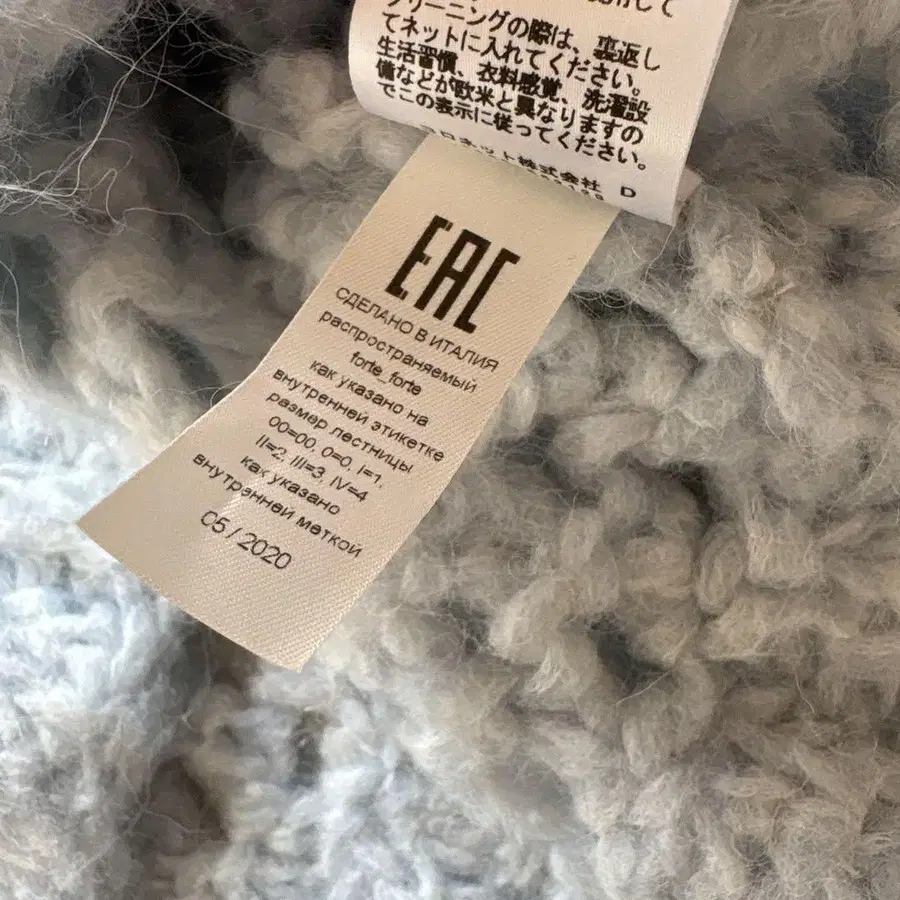 クリーニングの際は、裏返し
てネットに入れてください。
生活習慣、衣料感覚、洗濯設
備などが欧米と異なりますの
でこの表示に従ってください。
株式会社 D
EAC
СДЕЛАНО В ИТАЛИЯ
распространяемый
forte_forte
как указано на
внутренней этикетке
размер лестницы
00=00, 0=0, I=1,
II=2, III=3, IV=4
как указано
внутренней меткой
05 / 2020